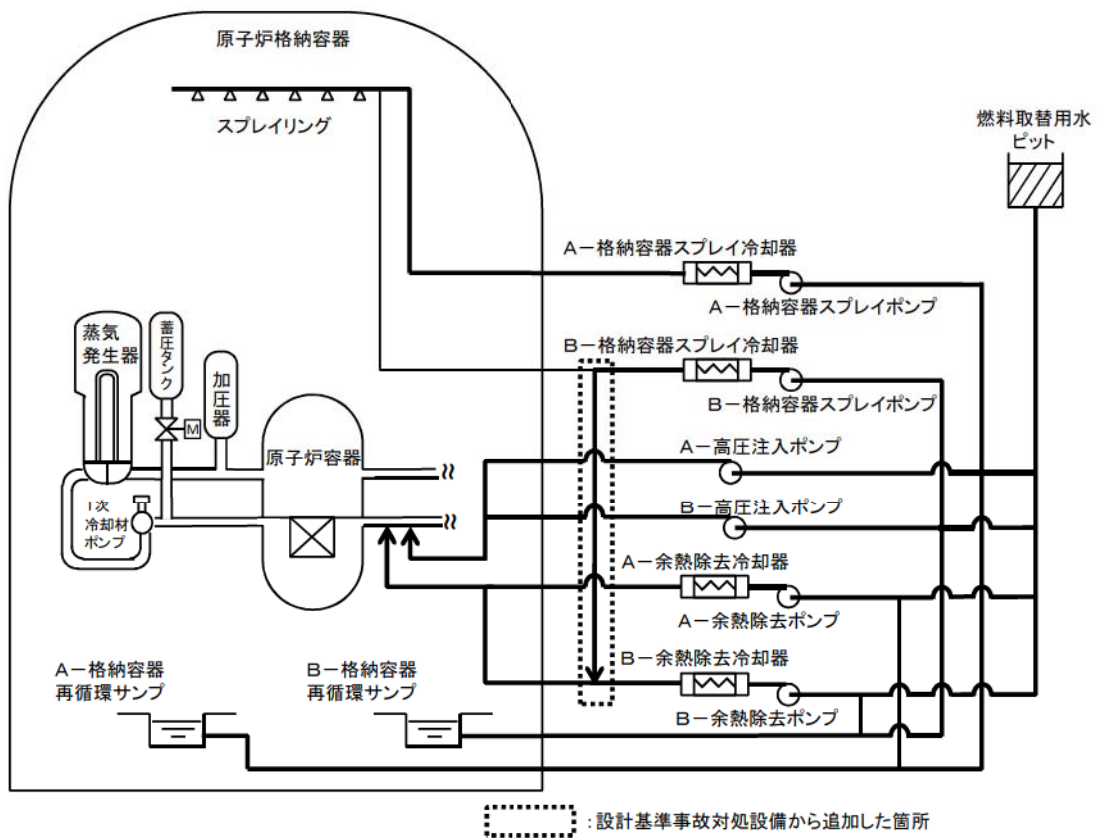 原子炉格納容器
スプレイリング
燃料取替用水
ピット
A－格納容器スプレイ冷却器
A－格納容器スプレイポンプ
B－格納容器スプレイ冷却器
B－格納容器スプレイポンプ
蒸気
発生器
蓄圧タンク
加圧器
M
原子炉容器
1次
冷却材
ポンプ
A－高圧注入ポンプ
B－高圧注入ポンプ
A－余熱除去冷却器
A－余熱除去ポンプ
B－余熱除去冷却器
B－余熱除去ポンプ
A－格納容器
再循環サンプ
B－格納容器
再循環サンプ
：設計基準事故対処設備から追加した箇所